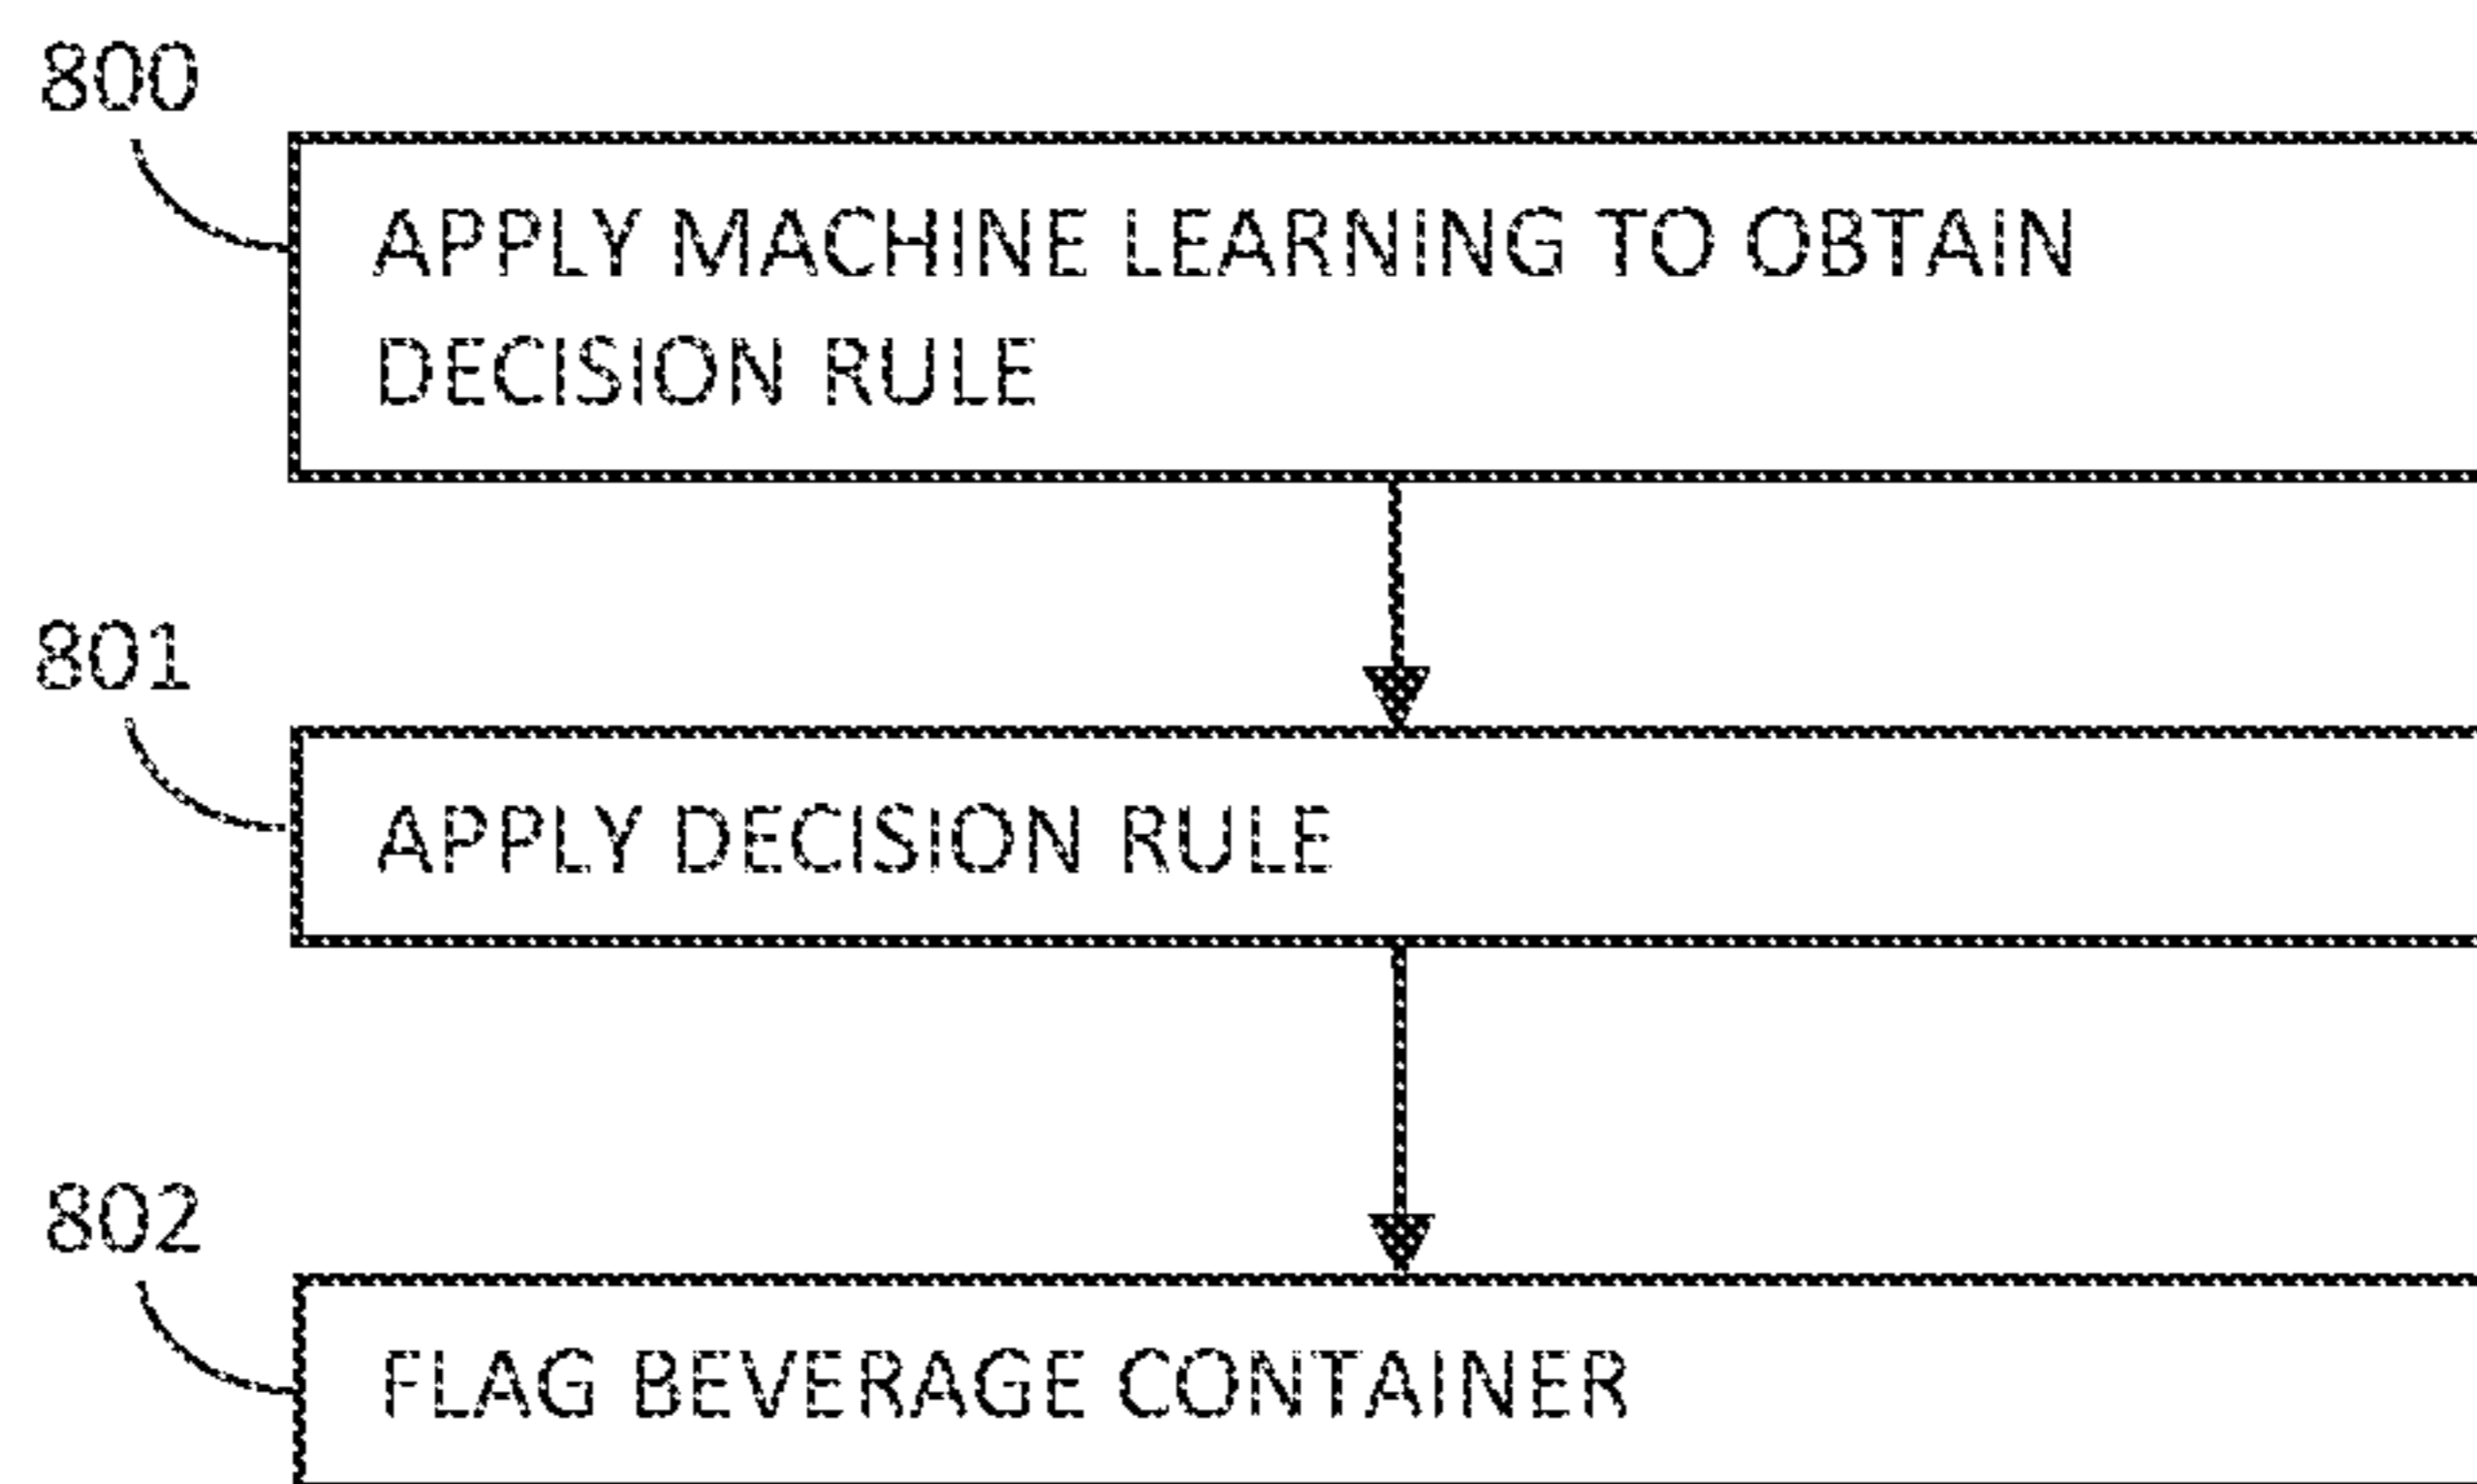 800
APPLY MACHINE LEARNING TO OBTAIN
DECISION RULE
801
APPLY DECISION RULE
802
FLAG BEVERAGE CONTAINER